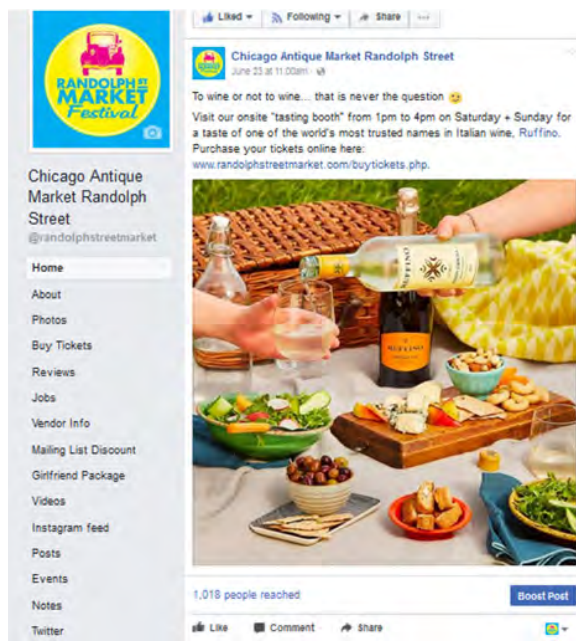 Liked
Following
Share
RANDOLPH ST
MARKET
Festival
Chicago Antique
Market Randolph
Street
@randolphstreetmarket
Home
About
Photos
Buy Tickets
Reviews
Jobs
Vendor Info
Mailing List Discount
Girlfriend Package
Videos
Instagram feed
Posts
Events
Notes
Twitter
Chicago Antique Market Randolph Street
June 23 at 11:00am
To wine or not to wine... that is never the question
Visit our onsite "tasting booth" from 1pm to 4pm on Saturday + Sunday for
a taste of one of the world's most trusted names in Italian wine, Ruffino.
Purchase your tickets online here:
www.randolphstreetmarket.com/buytickets.php.
RUFFINO
RUFFINO
RUFFINO
1,018 people reached
Boost Post
Like
Comment
Share